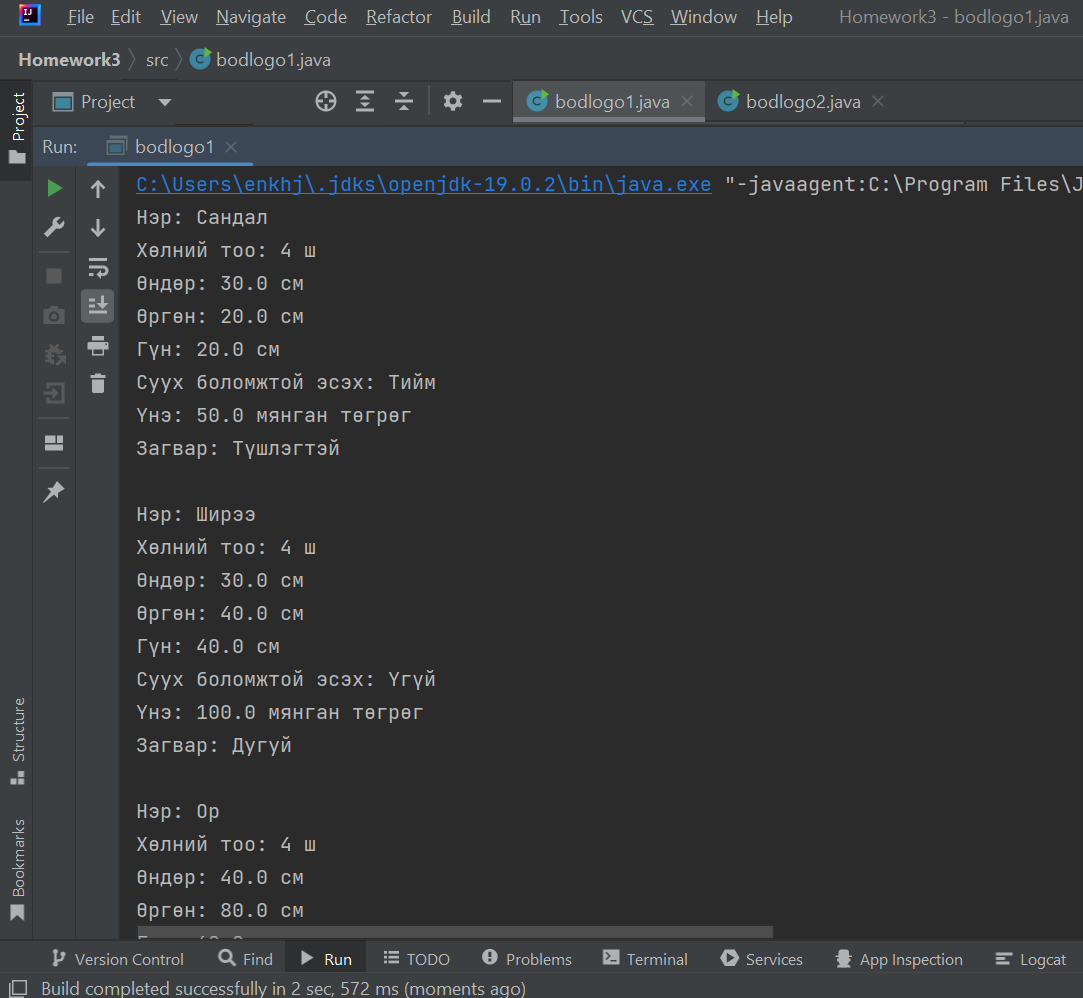 File Edit View Navigate Code Refactor Build Run Tools VCS Window Help Homework3 - bodlogo1.java
Homework3 src bodlogo1.java
Project
Project bodlogo1.java bodlogo2.java
Run: bodlogo1
C:\Users\enkhj\.jdks\openjdk-19.0.2\bin\java.exe "-javaagent:C:\Program Files\J
Нэр: Сандал
Хөлний тоо: 4 ш
Өндөр: 30.0 см
Өргөн: 20.0 см
Гүн: 20.0 см
Суух боломжтой эсэх: Тийм
Үнэ: 50.0 мянган төгрөг
Загвар: Түшлэгтэй
Нэр: Ширээ
Хөлний тоо: 4 ш
Өндөр: 30.0 см
Өргөн: 40.0 см
Гүн: 40.0 см
Суух боломжтой эсэх: Үгүй
Үнэ: 100.0 мянган төгрөг
Загвар: Дугуй
Нэр: Ор
Хөлний тоо: 4 ш
Өндөр: 40.0 см
Өргөн: 80.0 см
Structure
Bookmarks
Version Control Find Run TODO Problems Terminal Services App Inspection Logcat
Build completed successfully in 2 sec, 572 ms (moments ago)